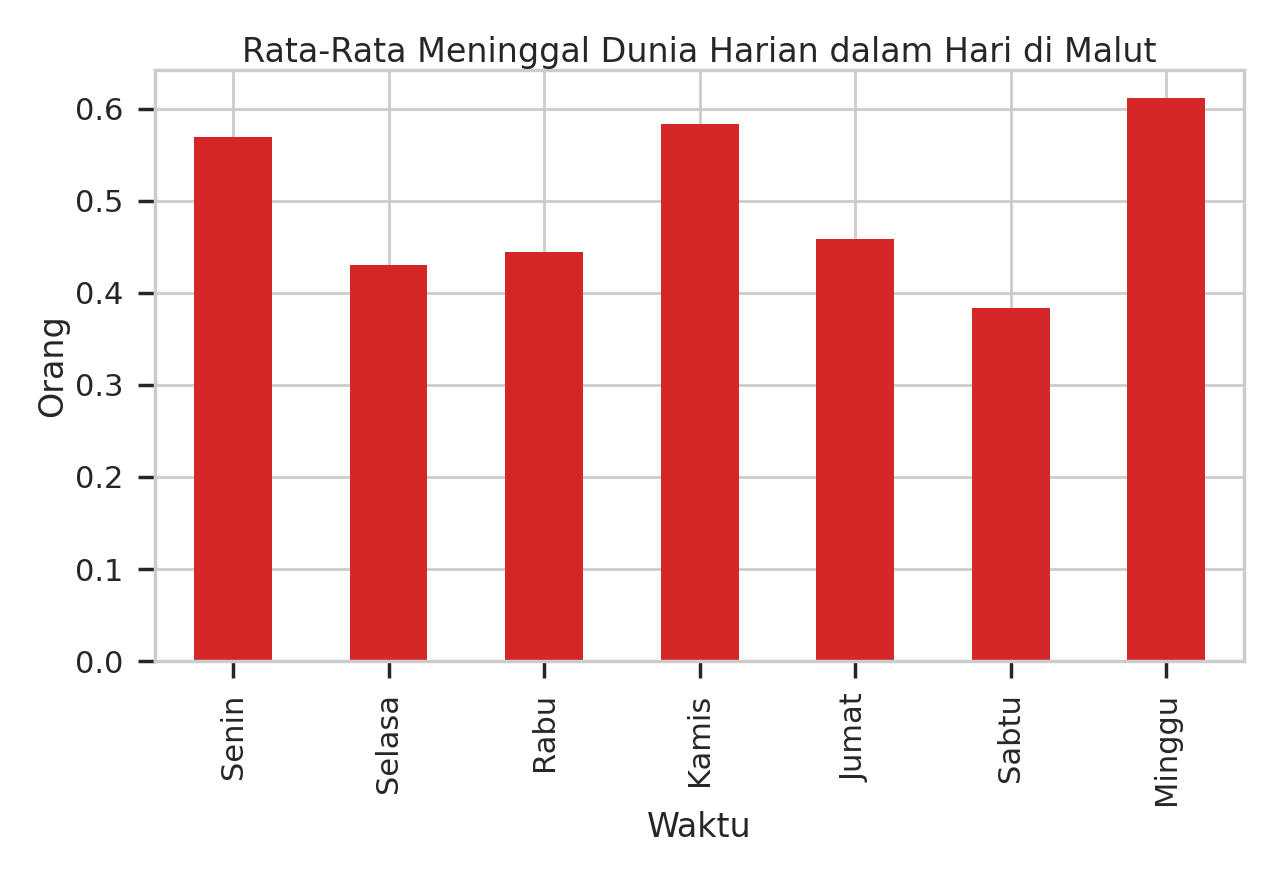 Rata-Rata Meninggal Dunia Harian dalam Hari di Malut
0.6
0.5
0.4
0.3
0.2
0.1
0.0
Orang
Senin
Selasa
Rabu
Kamis
Jumat
Sabtu
Minggu
Waktu